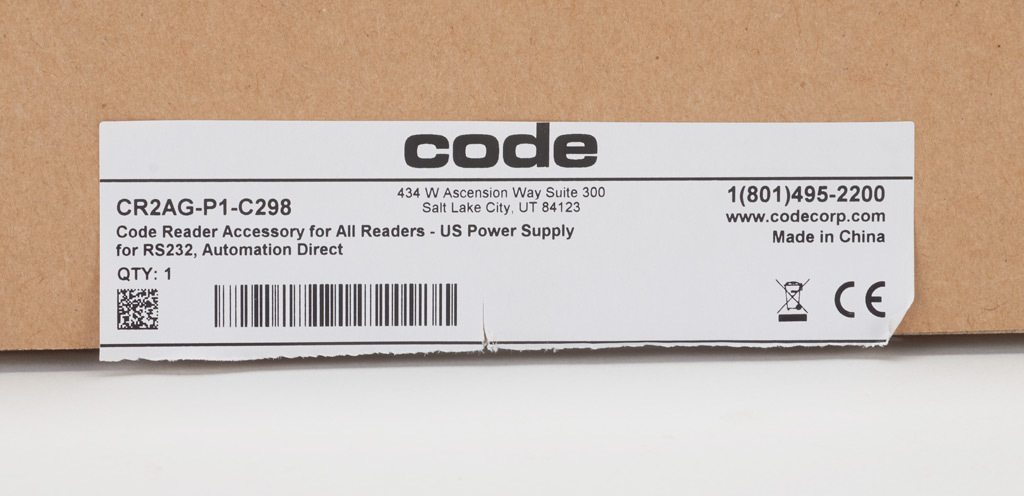 code
434 W Ascension Way Suite 300
Salt Lake City, UT 84123
1(801)495-2200
www.codecorp.com
Made in China
CR2AG-P1-C298
Code Reader Accessory for All Readers - US Power Supply
for RS232, Automation Direct
QTY: 1
CE